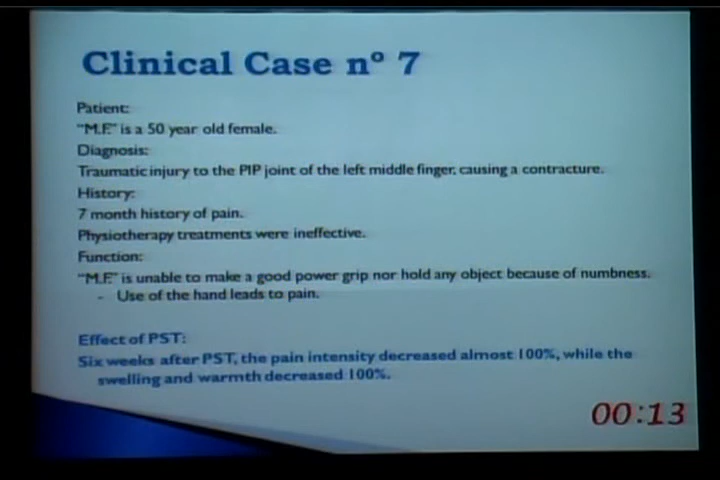 Clinical Case nº 7
Patient:
"M.F." is a 50 year old female.
Diagnosis:
Traumatic injury to the PIP joint of the left middle finger, causing a contracture.
History:
7 month history of pain.
Physiotherapy treatments were ineffective.
Function:
"M.F." is unable to make a good power grip nor hold any object because of numbness.
- Use of the hand leads to pain.
Effect of PST:
Six weeks after PST, the pain intensity decreased almost 100%, while the
swelling and warmth decreased 100%.
00:13